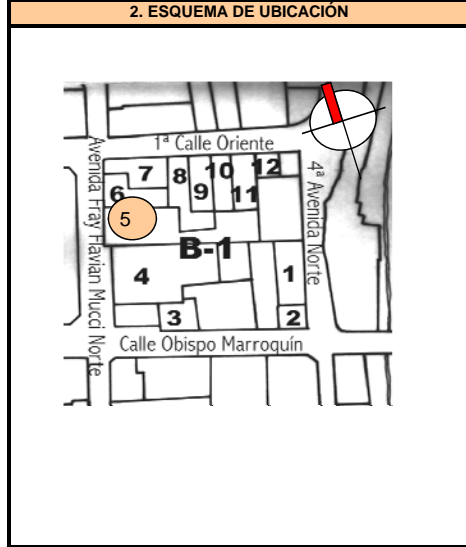 2. ESQUEMA DE UBICACIÓN
1ª Calle Oriente
Avenida Fray Flavian Mucci Norte
4ª Avenida Norte
7
8
10
12
6
9
11
5
B-1
4
1
3
2
Calle Obispo Marroquín